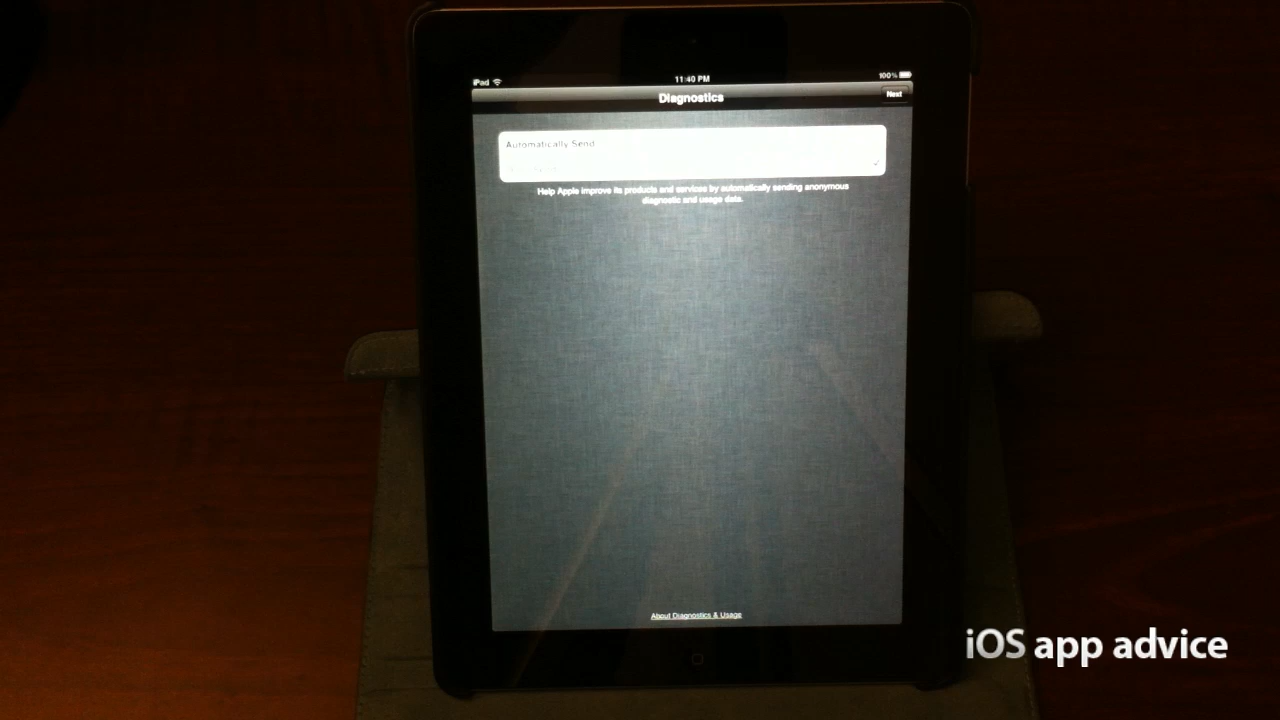 iPad
11:40 PM
100%
Diagnostics
Next
Automatically Send
Help Apple improve its products and services by automatically sending anonymous
diagnostic and usage data.
About Diagnostics & Usage
iOS app advice